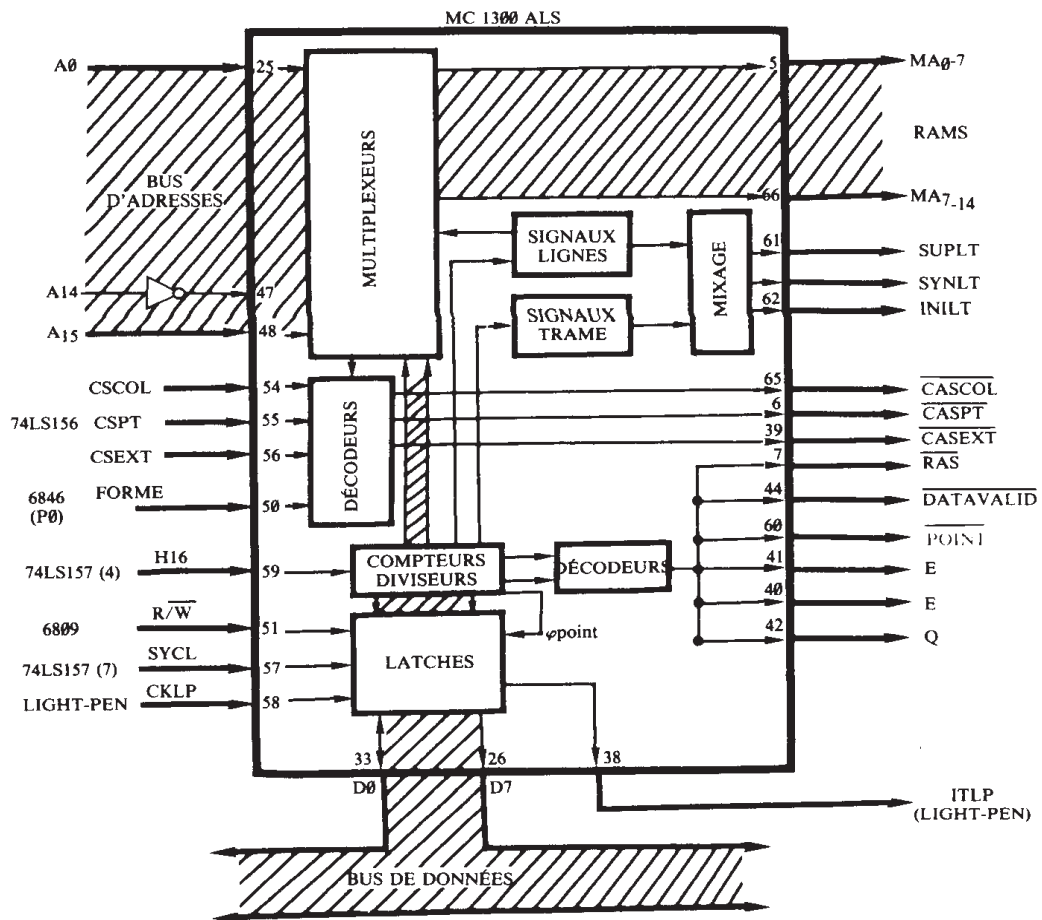 MC 1300 ALS
A0
25
5
MA0-7
RAMS
BUS
D'ADRESSES
MULTIPLEXEURS
66
MA7-14
SIGNAUX
LIGNES
MIXAGE
61
SUPLT
SYNLT
A14
47
62
INILT
SIGNAUX
TRAME
A15
48
CSCOL
54
65
CASCOL
74LS156 CSPT
55
DÉCODEURS
6
CASPT
CSEXT
56
39
CASEXT
7
RAS
6846
(P0)
FORME
50
44
DATAVALID
60
POINT
74LS157 (4)
H16
59
COMPTEURS
DIVISEURS
DÉCODEURS
41
E
40
E
6809
R/W
51
φpoint
42
Q
74LS157 (7)
SYCL
57
LATCHES
LIGHT-PEN
CKLP
58
33
26
38
D0
D7
ITLP
(LIGHT-PEN)
BUS DE DONNÉES